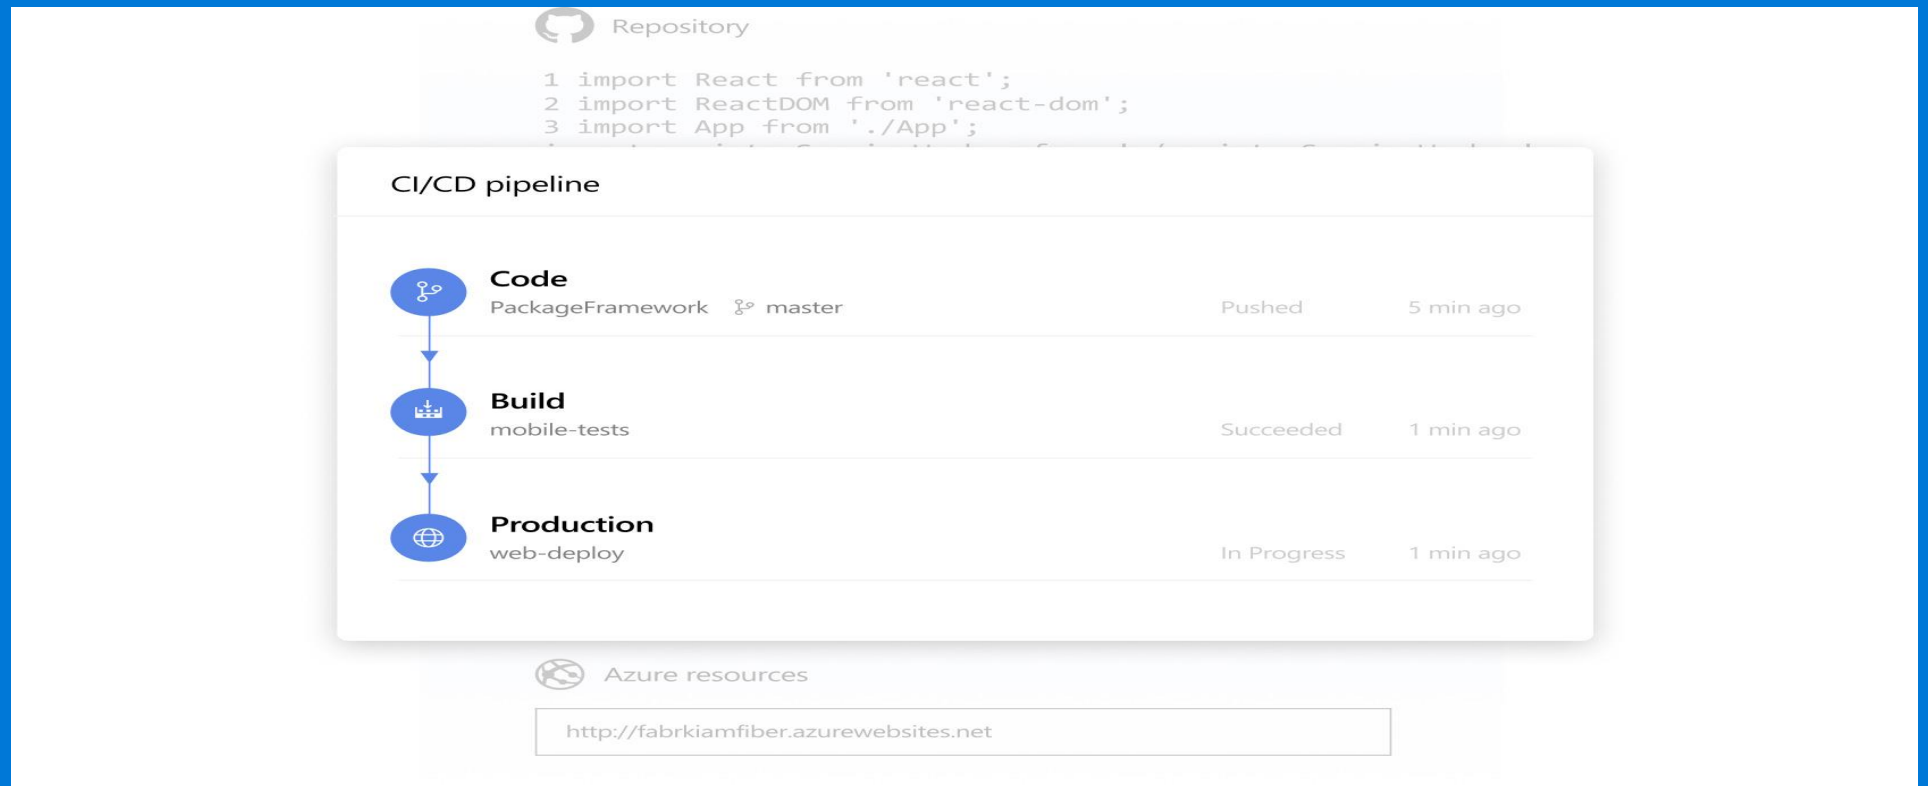 Repository
1 import React from 'react';
2 import ReactDOM from 'react-dom';
3 import App from './App';
CI/CD pipeline
Code
PackageFramework master Pushed 5 min ago
Build
mobile-tests Succeeded 1 min ago
Production
web-deploy In Progress 1 min ago
Azure resources
http://fabrkiamfiber.azurewebsites.net